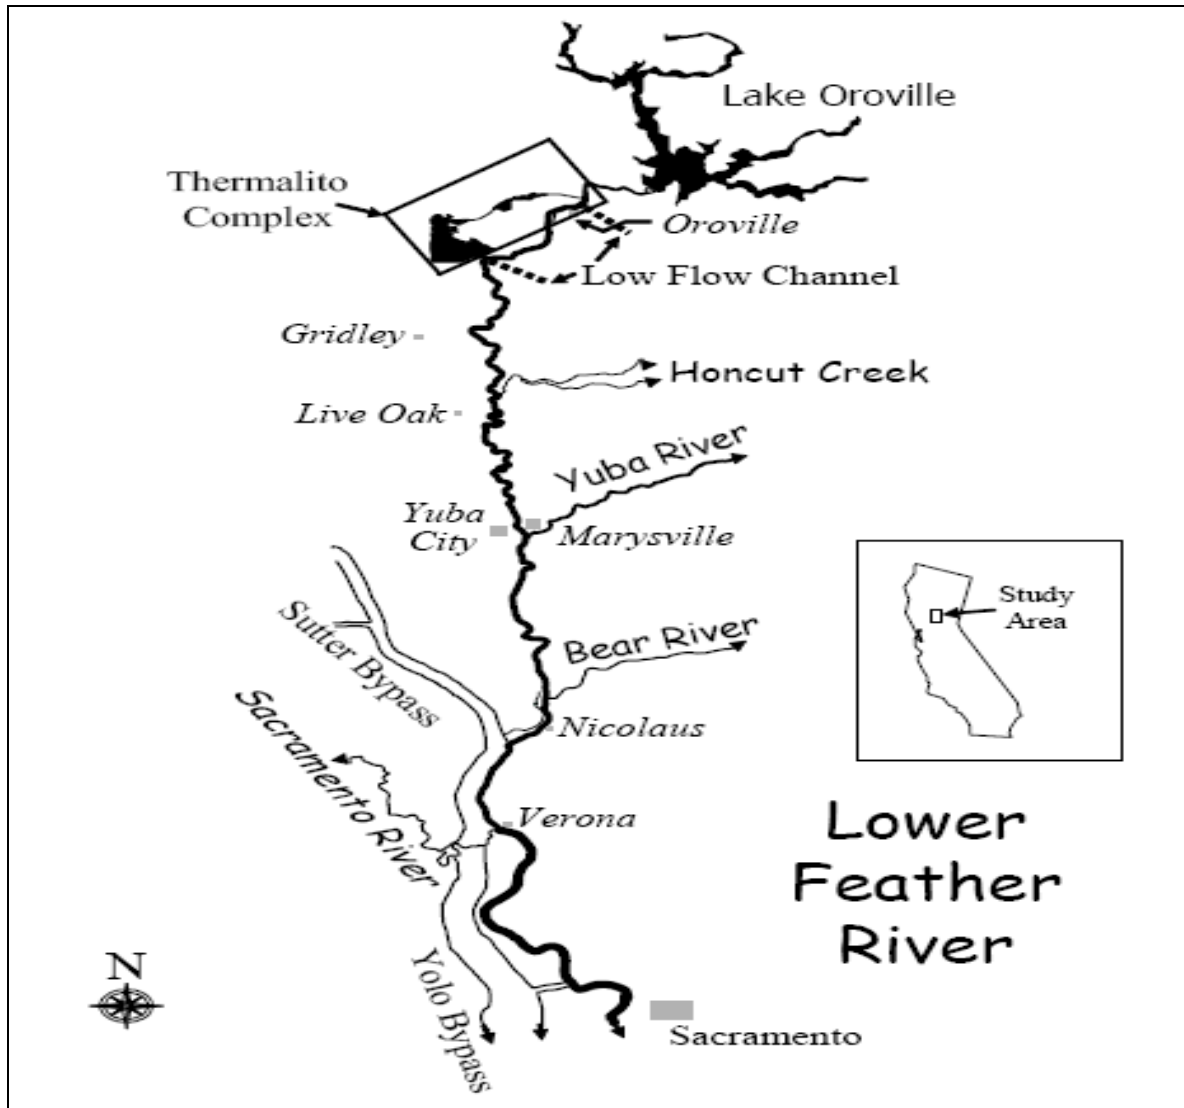 Lake Oroville
Thermalito
Complex
Oroville
Low Flow Channel
Gridley
Honcut Creek
Live Oak
Yuba River
Yuba
City
Marysville
Study
Area
Sutter Bypass
Bear River
Sacramento River
Nicolaus
Verona
Lower
Feather
River
N
Yolo Bypass
Sacramento